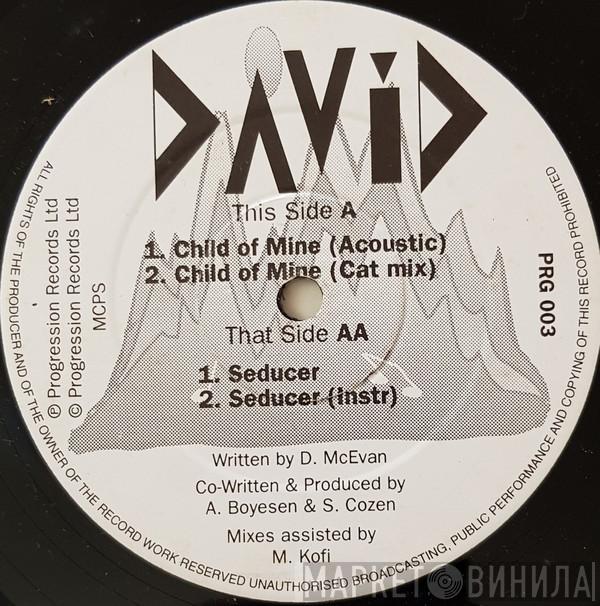 DAViD
This Side A
1. Child of Mine (Acoustic)
2. Child of Mine (Cat mix)
That Side AA
1. Seducer
2. Seducer (Instr)
Written by D. McEvan
Co-Written & Produced by
A. Boyesen & S. Cozen
Mixes assisted by
M. Kofi
℗ Progression Records Ltd
© Progression Records Ltd
MCPS
PRG 003
ALL RIGHTS OF THE PRODUCER AND OF THE OWNER OF THE RECORD WORK RESERVED UNAUTHORISED BROADCASTING, PUBLIC PERFORMANCE AND COPYING OF THIS RECORD PROHIBITED
МАРКЕТ ВИНИЛА